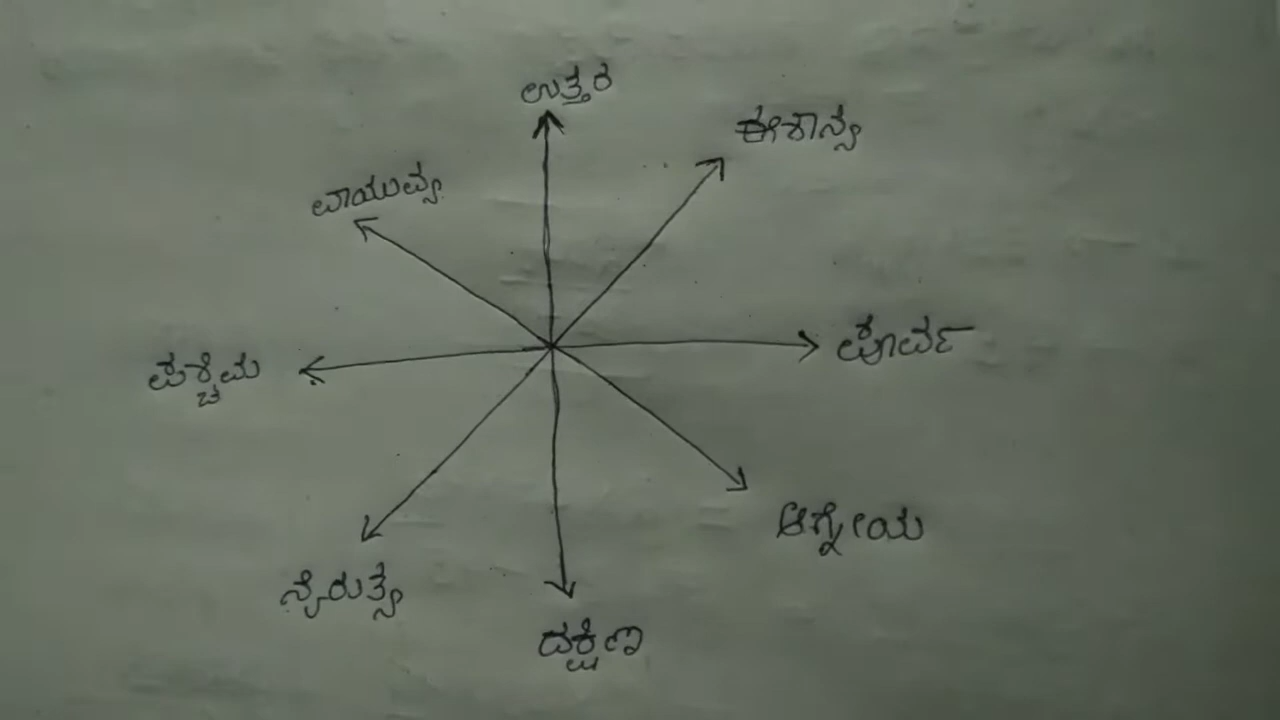 ಉತ್ತರ
ಈಶಾನ್ಯ
ವಾಯುವ್ಯ
ಪೂರ್ವ
ಪಶ್ಚಿಮ
ಆಗ್ನೇಯ
ನೈರುತ್ಯ
ದಕ್ಷಿಣ